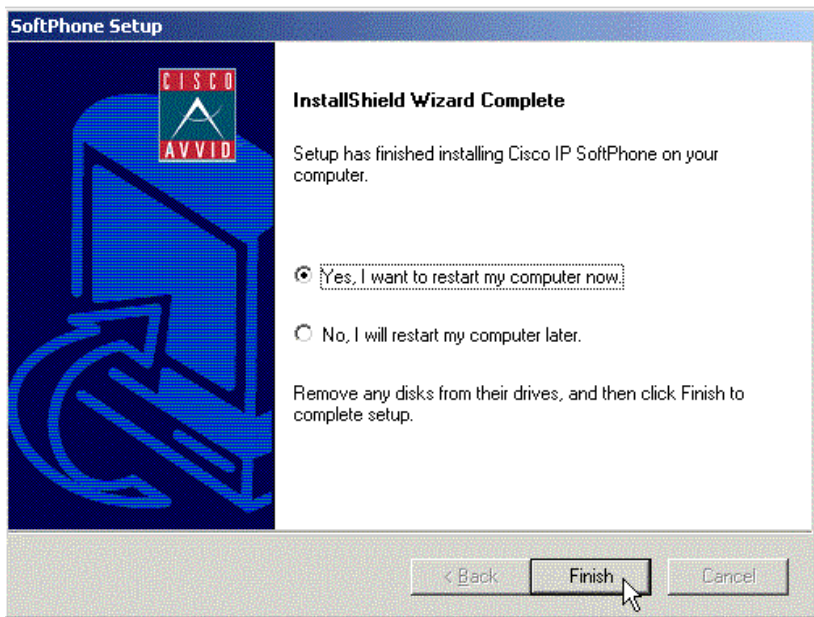 SoftPhone Setup
CISCO
AVVID
InstallShield Wizard Complete
Setup has finished installing Cisco IP SoftPhone on your
computer.
Yes, I want to restart my computer now.
No, I will restart my computer later.
Remove any disks from their drives, and then click Finish to
complete setup.
< Back
Finish
Cancel